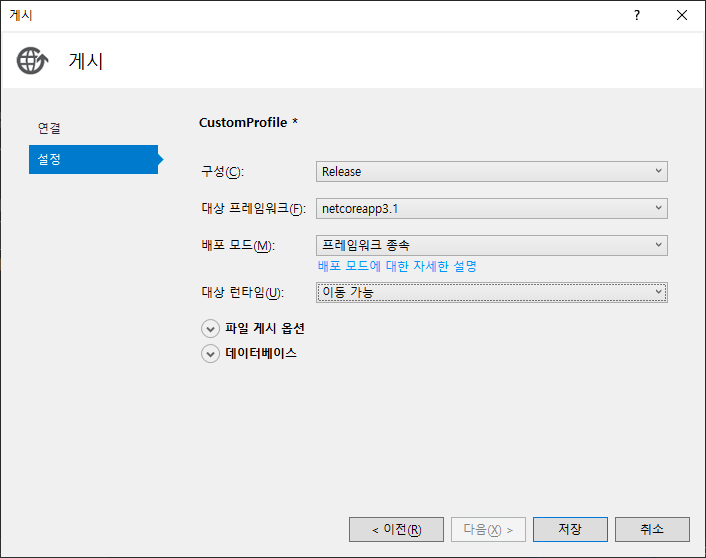 게시
?
게시
연결
설정
CustomProfile *
구성(C):
Release
대상 프레임워크(F):
netcoreapp3.1
배포 모드(M):
프레임워크 종속
배포 모드에 대한 자세한 설명
대상 런타임(U):
이동 가능
파일 게시 옵션
데이터베이스
< 이전(R)
다음(X) >
저장
취소